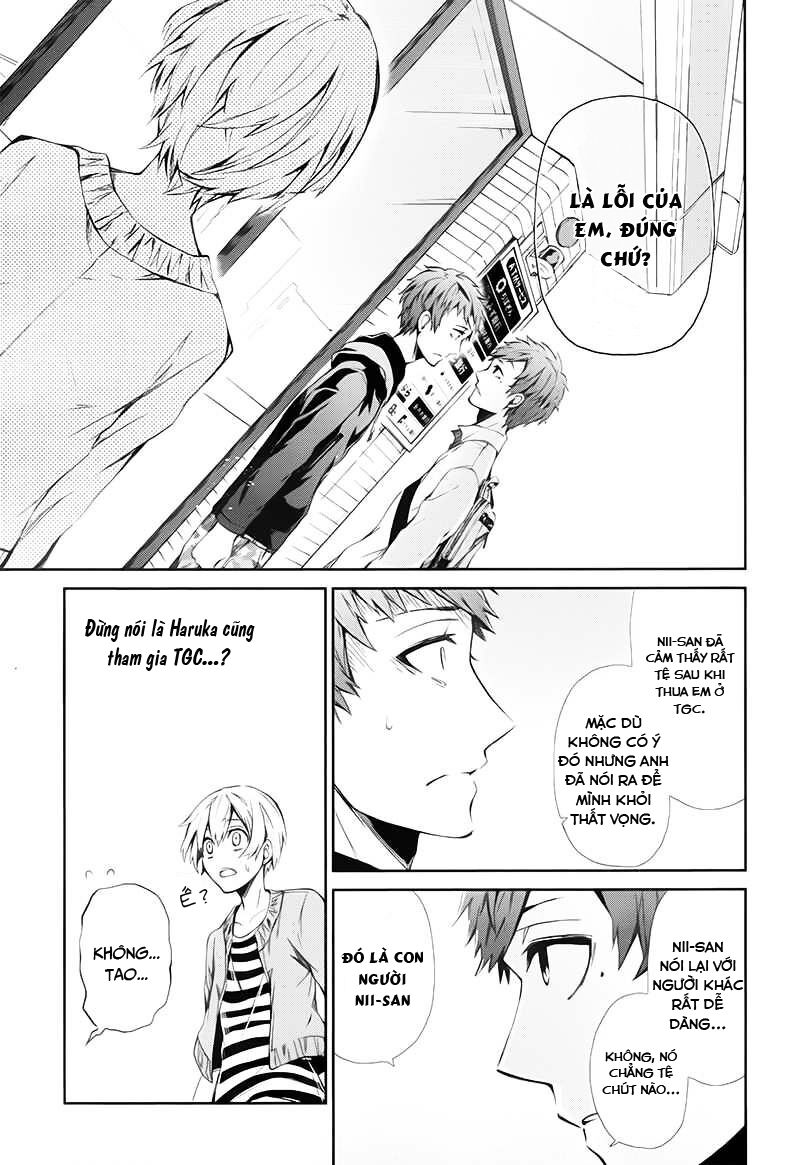 LÀ LỖI CỦA
EM, ĐÚNG
CHỨ?
NII-SAN ĐÃ
CẢM THẤY RẤT
TỆ SAU KHI
THUA EM Ở
TGC.
MẶC DÙ
KHÔNG CÓ Ý
ĐÓ NHƯNG ANH
ĐÃ NÓI RA ĐỂ
MÌNH KHỎI
THẤT VỌNG.
Đừng nói là Haruka cũng
tham gia TGC...?
Ể?
KHÔNG...
TAO...
NII-SAN
NÓI LẠI VỚI
NGƯỜI KHÁC
RẤT DỄ
DÀNG...
KHÔNG, NÓ
CHẲNG TỆ
CHÚT NÀO...
ĐÓ LÀ CON
NGƯỜI
NII-SAN